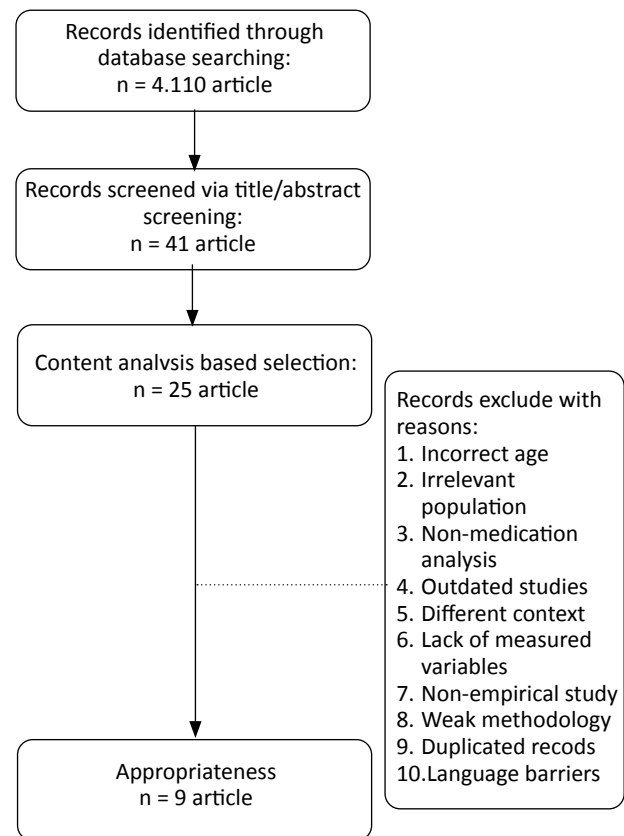 Records identified through
database searching:
n = 4.110 article
Records screened via title/abstract
screening:
n = 41 article
Content analvsis based selection:
n = 25 article
Records exclude with
reasons:
1. Incorrect age
2. Irrelevant
population
3. Non-medication
analysis
4. Outdated studies
5. Different context
6. Lack of measured
variables
7. Non-empirical study
8. Weak methodology
9. Duplicated recods
10.Language barriers
Appropriateness
n = 9 article